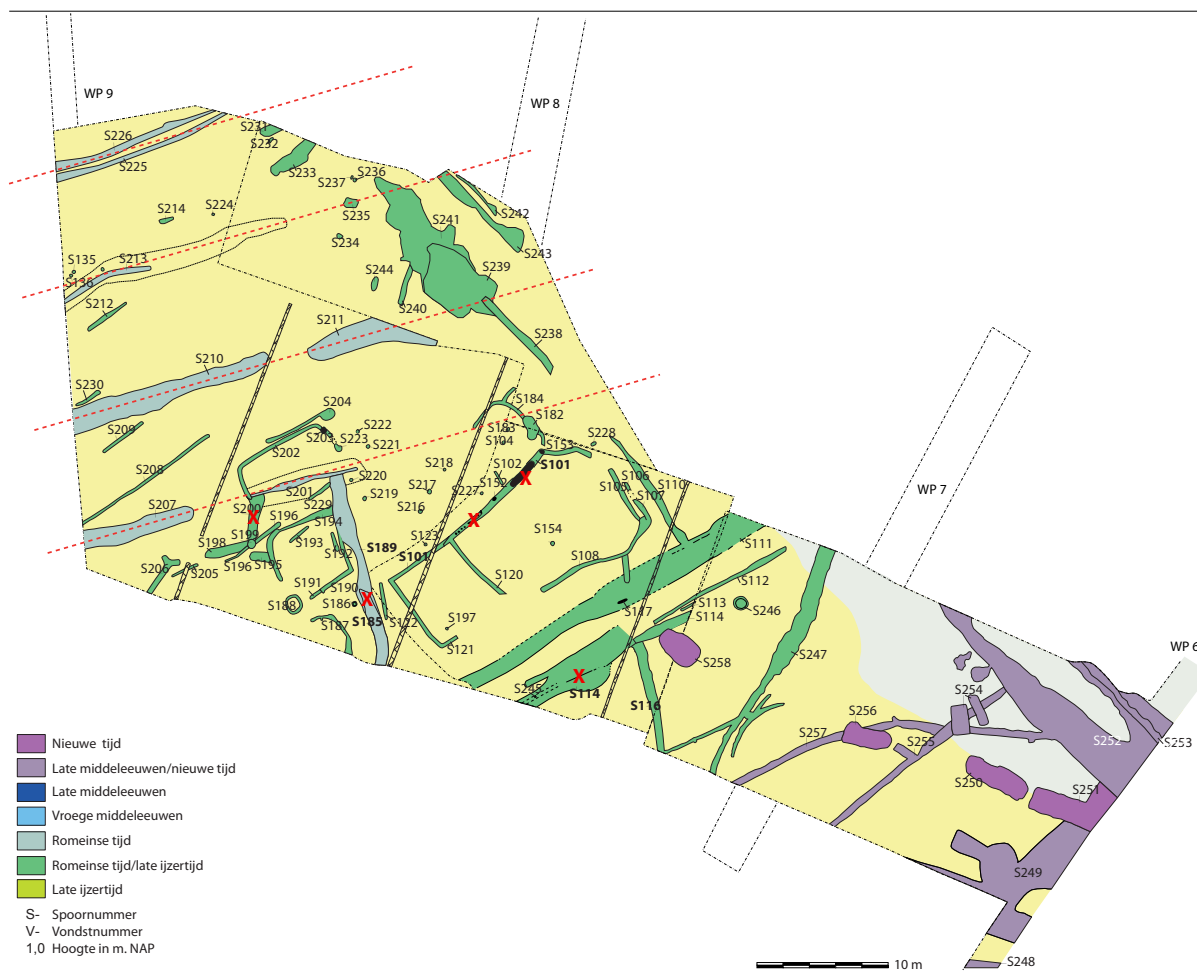 WP 9
WP 8
S231
S226
S232
S225
S233
S236
S237
S214
S224
S235
S241
S242
S243
S234
S135
S213
S136
S239
S244
S212
S240
S211
S238
S210
S230
S204
S184
S209
S182
S222
S183
S228
S203
S223
S221
S104
S153
S202
S208
S218
S102
S101
S106
S110
WP 7
S220
S152
S105
S201
S219
S217
S227
S107
S207
S200
X
X
S229
S216
S196
S194
X
S199
S123
S154
S111
S198
S193
S192
S189
S101
S108
S112
S196
S195
S206
S205
S191
S190
S120
S188
S186
X
S117
S113
S246
S187
S185
S122
S197
S114
S121
S247
S258
WP 6
X
S245
S114
S116
S254
S256
S257
S255
S252
S253
S250
S251
S249
S248
Nieuwe tijd
Late middeleeuwen/nieuwe tijd
Late middeleeuwen
Vroege middeleeuwen
Romeinse tijd
Romeinse tijd/late ijzertijd
Late ijzertijd
S- Spoornummer
V- Vondstnummer
1,0 Hoogte in m. NAP
10 m